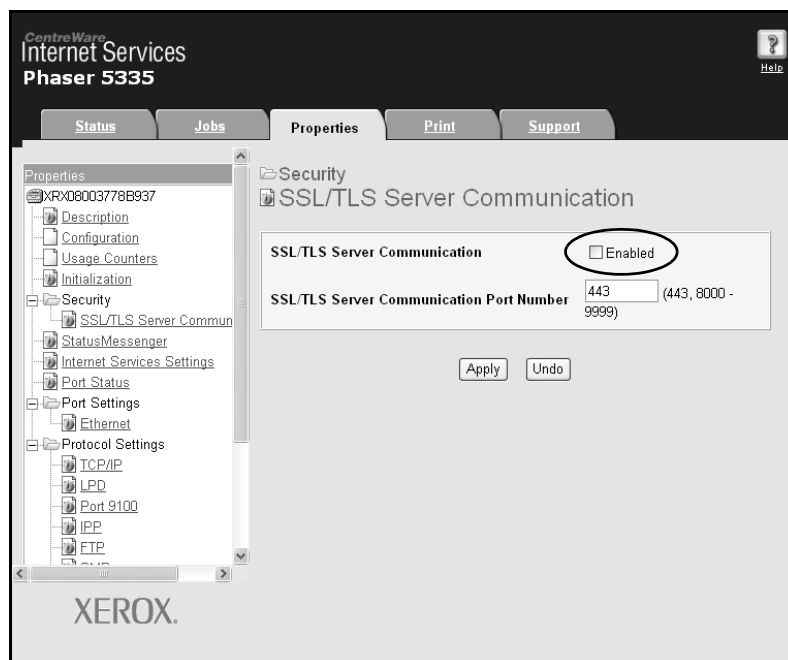 CentreWare
Internet Services
Phaser 5335
?
Help
Status
Jobs
Properties
Print
Support
Properties
XRX08003778B937
Description
Configuration
Usage Counters
Initialization
Security
SSL/TLS Server Commun
StatusMessenger
Internet Services Settings
Port Status
Port Settings
Ethernet
Protocol Settings
TCP/IP
LPD
Port 9100
IPP
FTP
XEROX.
Security
SSL/TLS Server Communication
SSL/TLS Server Communication
Enabled
SSL/TLS Server Communication Port Number
443
(443, 8000 -
9999)
Apply
Undo